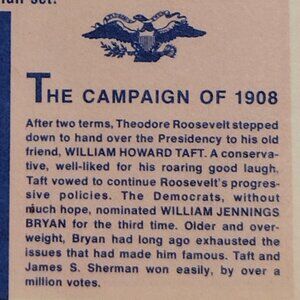 full set.
THE CAMPAIGN OF 1908
After two terms, Theodore Roosevelt stepped
down to hand over the Presidency to his old
friend, WILLIAM HOWARD TAFT. A conserva-
tive, well-liked for his roaring good laugh,
Taft vowed to continue Roosevelt's progres-
sive policies. The Democrats, without
much hope, nominated WILLIAM JENNINGS
BRYAN for the third time. Older and over-
weight, Bryan had long ago exhausted the
issues that had made him famous. Taft and
James S. Sherman won easily, by over a
million votes.